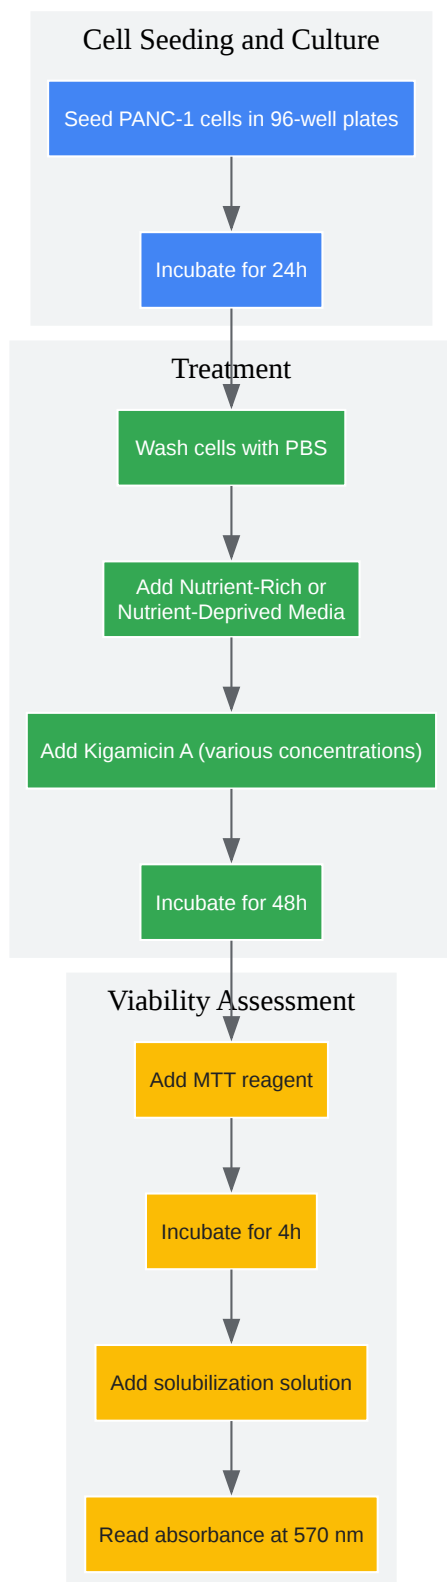 Cell Seeding and Culture
Seed PANC-1 cells in 96-well plates
Incubate for 24h
Treatment
Wash cells with PBS
Add Nutrient-Rich or
Nutrient-Deprived Media
Add Kigamicin A (various concentrations)
Incubate for 48h
Viability Assessment
Add MTT reagent
Incubate for 4h
Add solubilization solution
Read absorbance at 570 nm